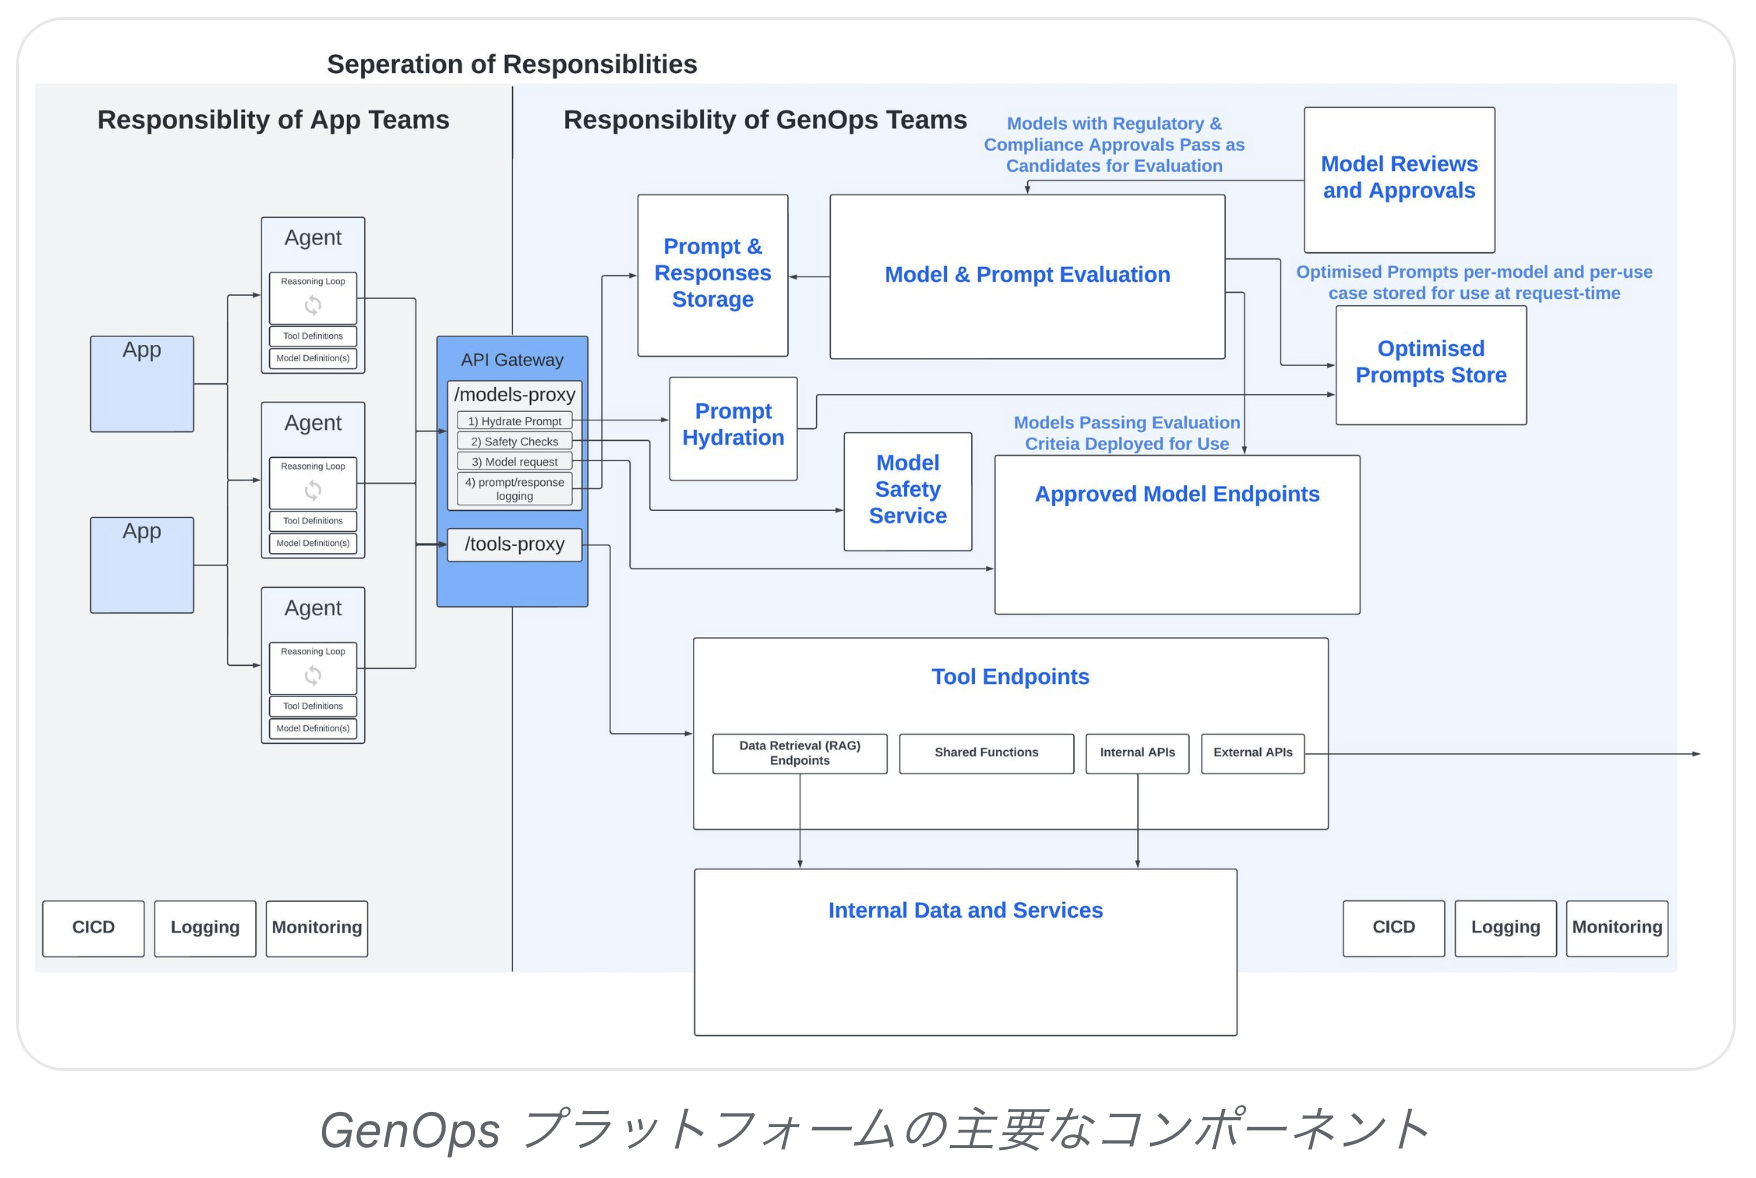 Seperation of Responsiblities
Responsiblity of App Teams
Responsiblity of GenOps Teams
Models with Regulatory &
Compliance Approvals Pass as
Candidates for Evaluation
Model Reviews
and Approvals
Agent
Reasoning Loop
Tool Definitions
Model Definition(s)
App
Agent
Reasoning Loop
Tool Definitions
Model Definition(s)
App
Agent
Reasoning Loop
Tool Definitions
Model Definition(s)
API Gateway
/models-proxy
1) Hydrate Prompt
2) Safety Checks
3) Model request
4) prompt/response
logging
/tools-proxy
Prompt &
Responses
Storage
Model & Prompt Evaluation
Optimised Prompts per-model and per-use
case stored for use at request-time
Optimised
Prompts Store
Prompt
Hydration
Models Passing Evaluation
Criteia Deployed for Use
Model
Safety
Service
Approved Model Endpoints
Tool Endpoints
Data Retrieval (RAG)
Endpoints
Shared Functions
Internal APIs
External APIs
Internal Data and Services
CICD
Logging
Monitoring
CICD
Logging
Monitoring
GenOps プラットフォームの主要なコンポーネント